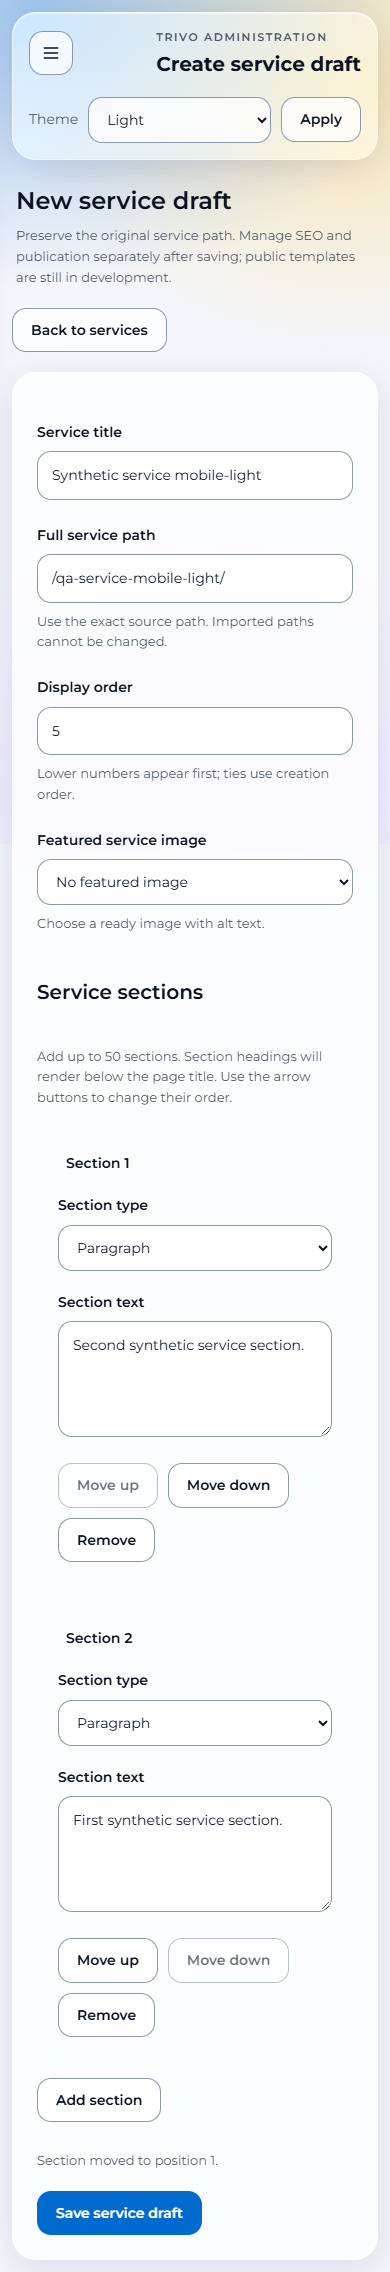 TRIVO ADMINISTRATION
Create service draft
Theme
Light
Apply
New service draft
Preserve the original service path. Manage SEO and
publication separately after saving; public templates
are still in development.
Back to services
Service title
Synthetic service mobile-light
Full service path
/qa-service-mobile-light/
Use the exact source path. Imported paths
cannot be changed.
Display order
5
Lower numbers appear first; ties use creation
order.
Featured service image
No featured image
Choose a ready image with alt text.
Service sections
Add up to 50 sections. Section headings will
render below the page title. Use the arrow
buttons to change their order.
Section 1
Section type
Paragraph
Section text
Second synthetic service section.
Move up
Move down
Remove
Section 2
Section type
Paragraph
Section text
First synthetic service section.
Move up
Move down
Remove
Add section
Section moved to position 1.
Save service draft